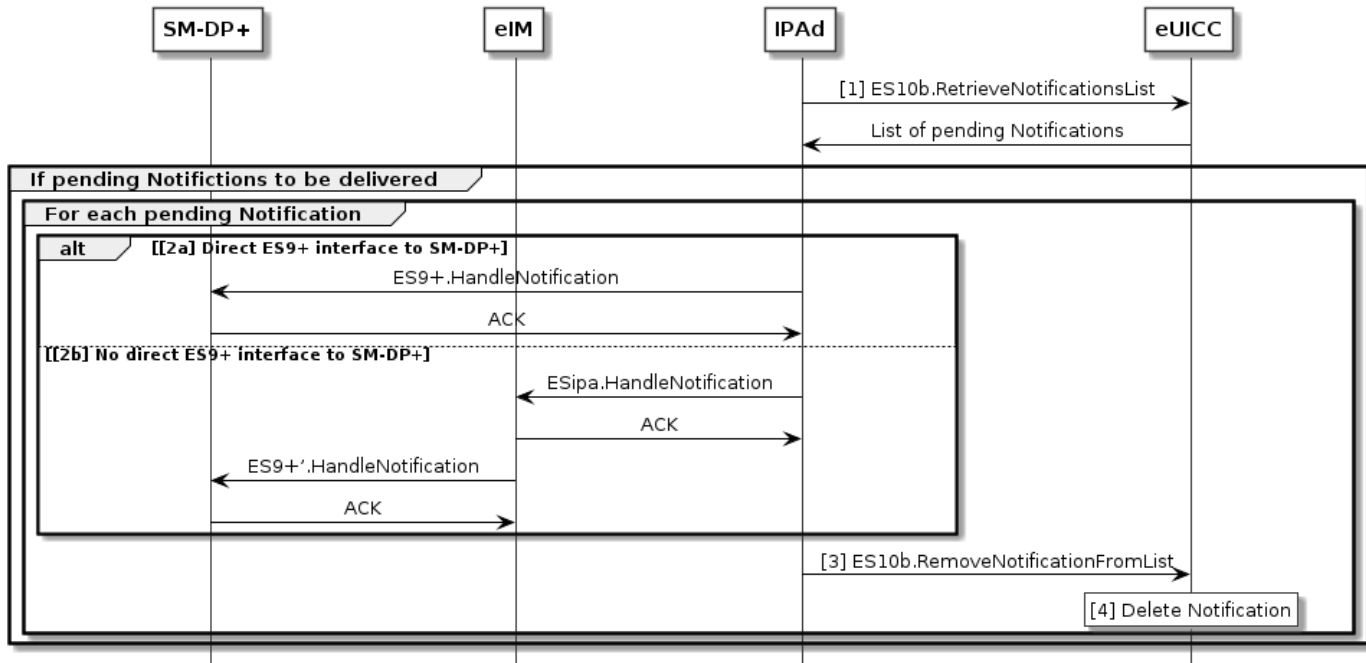 SM-DP+
eIM
IPAd
eUICC
[1] ES10b.RetrieveNotificationsList
List of pending Notifications
If pending Notifictions to be delivered
For each pending Notification
alt [[2a] Direct ES9+ interface to SM-DP+]
ES9+.HandleNotification
ACK
[[2b] No direct ES9+ interface to SM-DP+]
ESipa.HandleNotification
ACK
ES9+’.HandleNotification
ACK
[3] ES10b.RemoveNotificationFromList
[4] Delete Notification